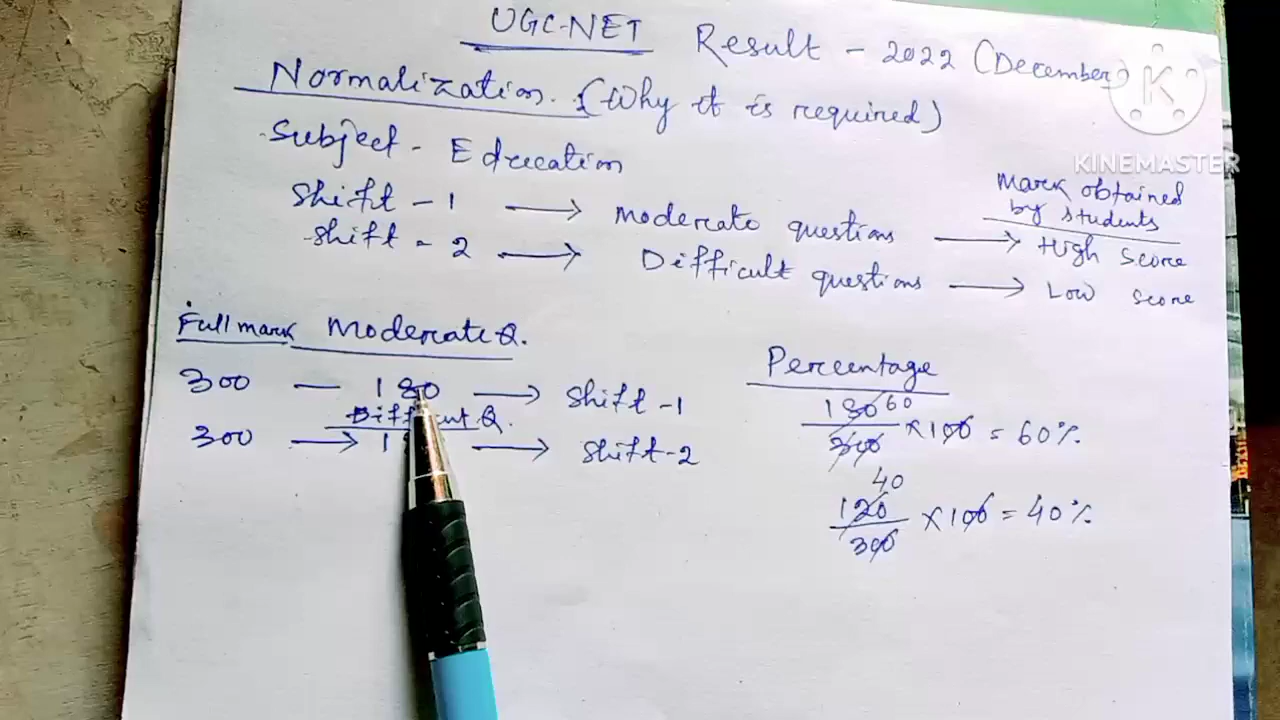 UGC-NET Result - 2022 (December)
Normalization. (Why it is required)
Subject - Education
Shift - 1 → Moderate questions → High Score
Shift - 2 → Difficult questions → Low Score
Mark obtained
by students
Full mark Moderate Q.
300 — 180 → Shift -1
Q.
300 → → Shift-2
Percentage
180 60
300 × 100 = 60%
40
120
300 × 100 = 40%
K
KINEMASTER